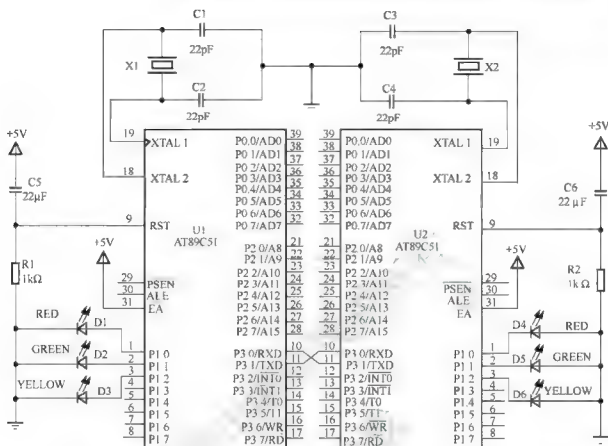 C1
22pF
X1
C2
22pF
C3
22pF
X2
C4
22pF
+5V
C5
22μF
R1
1kΩ
+5V
RED
D1
GREEN
D2
YELLOW
D3
19 XTAL 1
18 XTAL 2
9 RST
U1
AT89C51
29 PSEN
30 ALE
31 EA
1 P1 0
2 P1 1
3 P1 2
4 P1 3
5 P1 4
6 P1 5
7 P1 6
8 P1 7
P0.0/AD0 39
P0 1/AD1 38
P0 2/AD2 37
P0 3/AD3 36
P0 4/AD4 35
P0 5/AD5 34
P0 6/AD6 33
P0 7/AD7 32
P2 0/A8 21
P2 1/A9 22
P2 2/A10 23
P2 3/A11 24
P2 4/A12 25
P2 5/A13 26
P2 6/A14 27
P2 7/A15 28
P3 0/RXD 10
P3 1/TXD 11
P3 2/INT0 12
P3 3/INT1 13
P3 4/T0 14
P3 5/T1 15
P3 6/WR 16
P3 7/RD 17
39 P0.0/AD0
38 P0 1/AD1
37 P0 2/AD2
36 P0 3/AD3
35 P0 4/AD4
34 P0 5/AD5
33 P0 6/AD6
32 P0 7/AD7
21 P2 0/A8
22 P2 1/A9
23 P2 2/A10
24 P2 3/A11
25 P2 4/A12
26 P2 5/A13
27 P2 6/A14
28 P2 7/A15
10 P3 0/RXD
11 P3 1/TXD
12 P3 2/INT0
13 P3 3/INT1
14 P3 4/T0
15 P3 5/T1
16 P3 6/WR
17 P3 7/RD
XTAL 1 19
XTAL 2 18
RST 9
U2
AT89C51
PSEN 29
ALE 30
EA 31
P1 0 1
P1 1 2
P1 2 3
P1 3 4
P1.4 5
P1 5 6
P1 6 7
P1 7 8
+5V
C6
22 μF
+5V
R2
1k Ω
D4
RED
D5
GREEN
D6
YELLOW